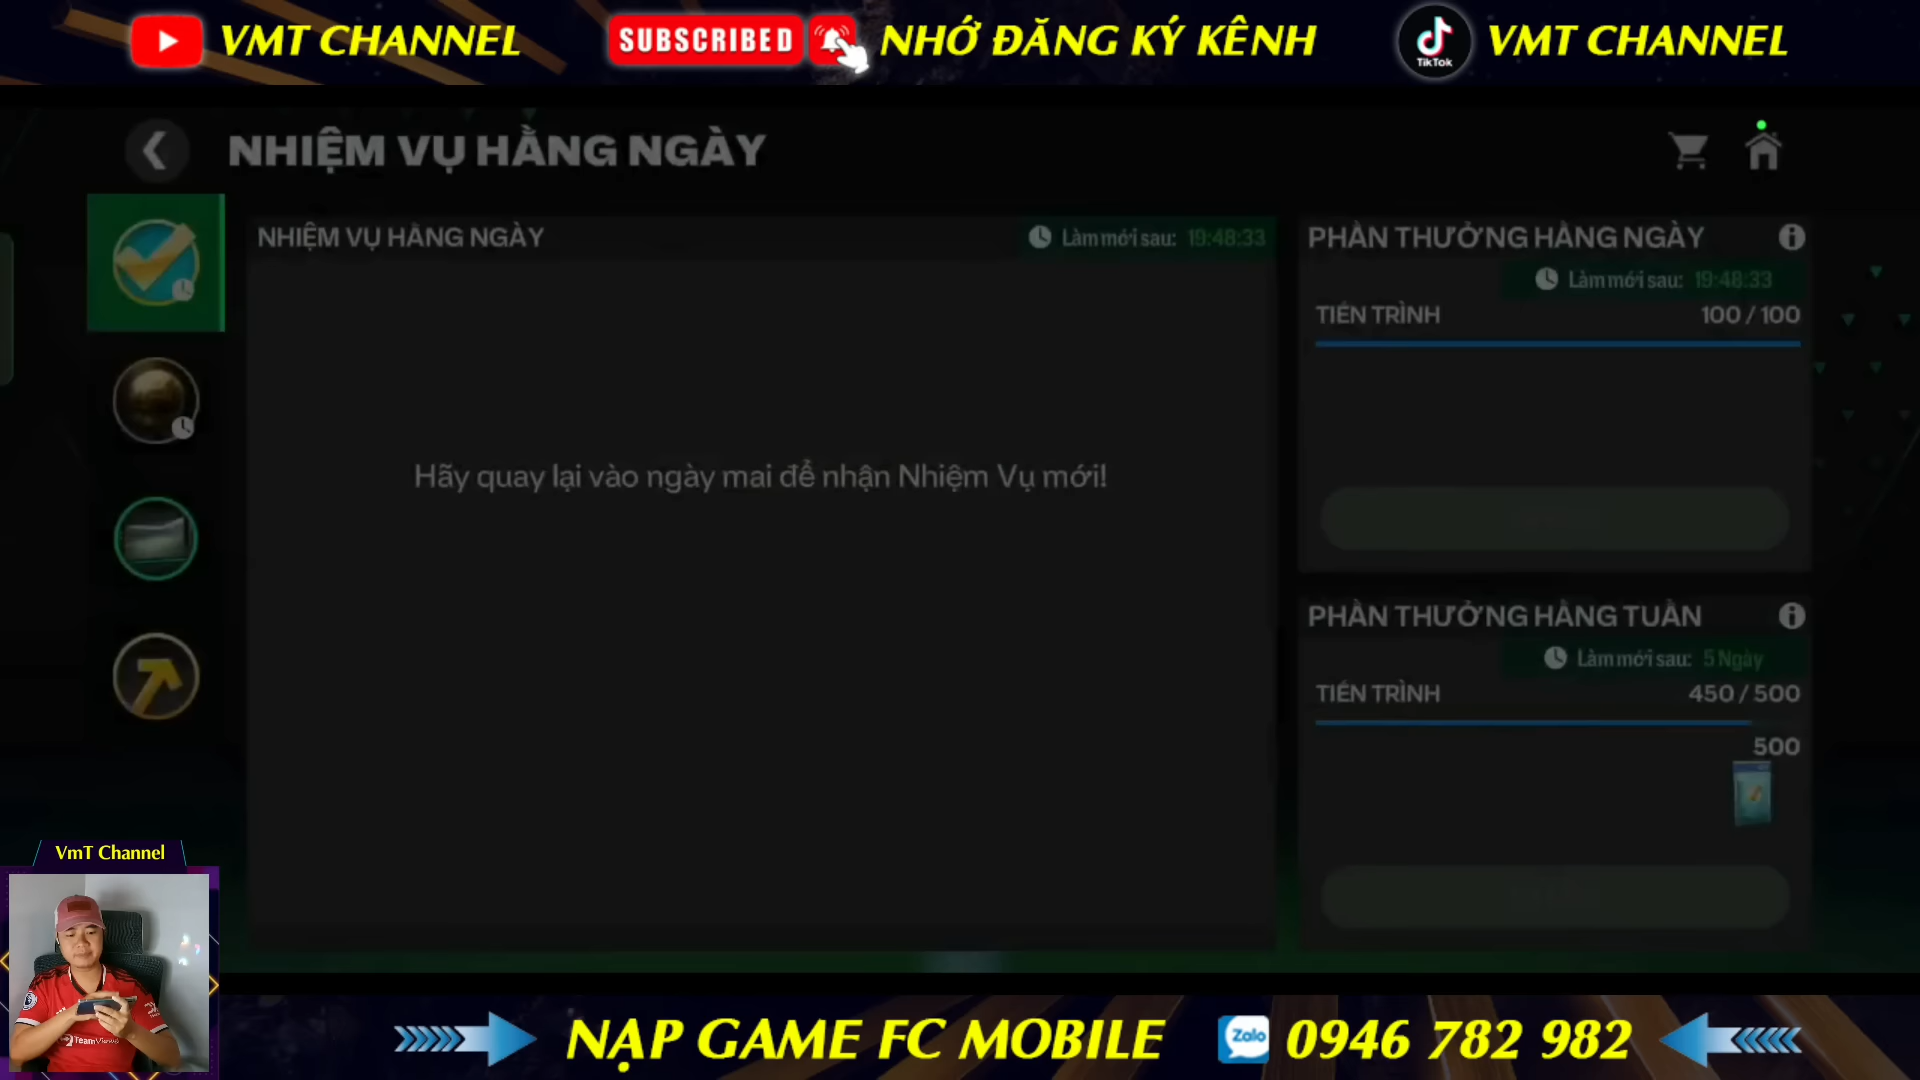 VMT CHANNEL
SUBSCRIBED
NHỚ ĐĂNG KÝ KÊNH
TikTok
VMT CHANNEL
NHIỆM VỤ HẰNG NGÀY
NHIỆM VỤ HẰNG NGÀY
Làm mới sau: 19:48:33
Hãy quay lại vào ngày mai để nhận Nhiệm Vụ mới!
PHẦN THƯỞNG HÀNG NGÀY
Làm mới sau: 19:48:33
TIẾN TRÌNH 100 / 100
PHẦN THƯỞNG HÀNG TUẦN
Làm mới sau: 5 Ngày
TIẾN TRÌNH 450 / 500
500
VmT Channel
TeamViewer
NẠP GAME FC MOBILE
Zalo
0946 782 982